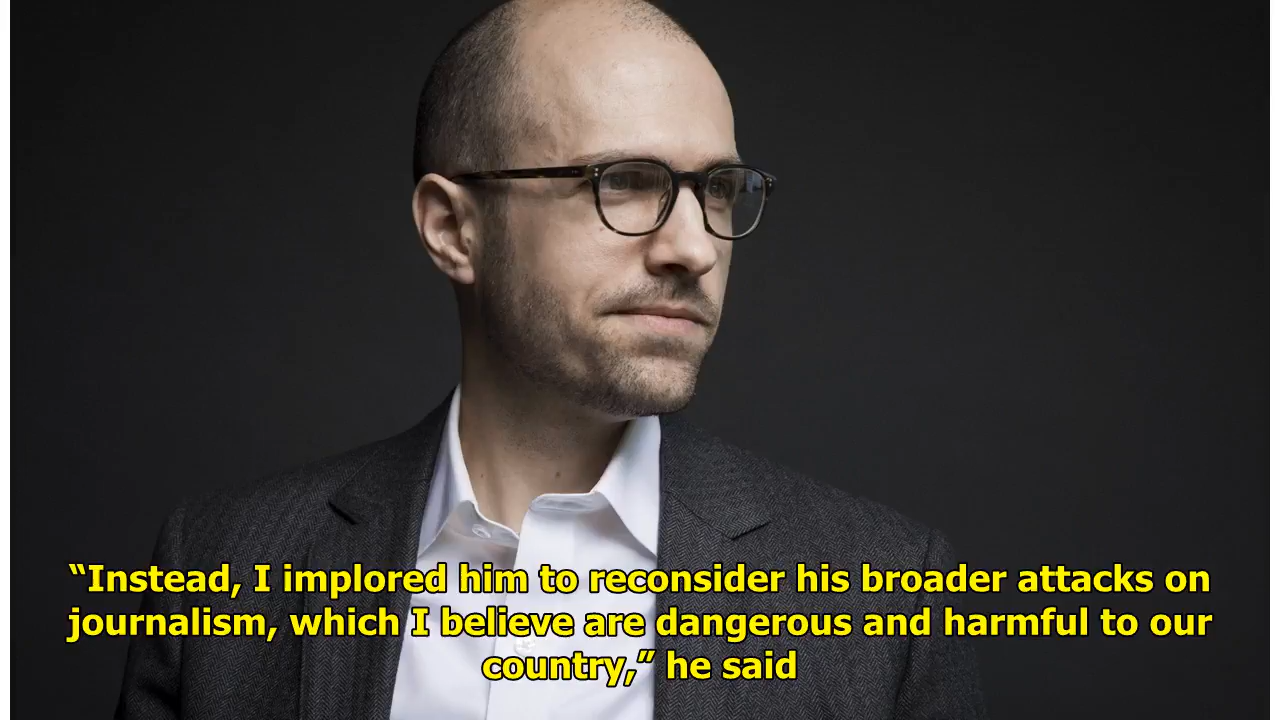 “Instead, I implored him to reconsider his broader attacks on
journalism, which I believe are dangerous and harmful to our
country,” he said